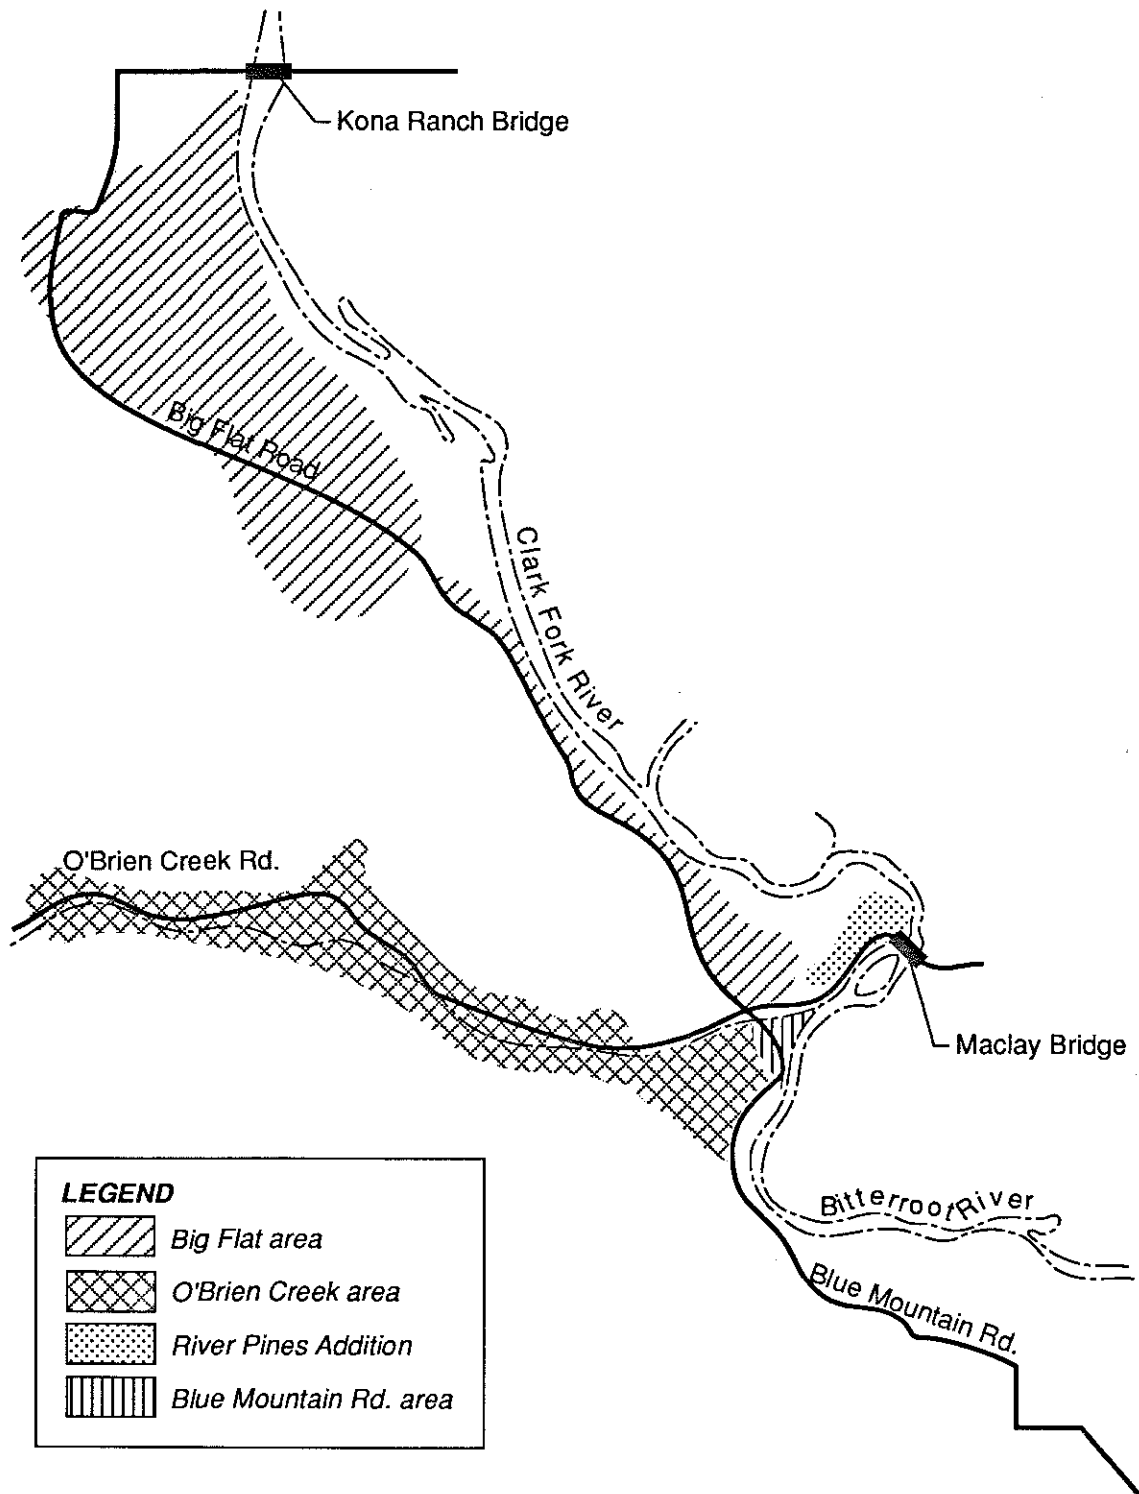 Kona Ranch Bridge
Big Flat Road
Clark Fork River
O'Brien Creek Rd.
Maclay Bridge
Bitterroot River
Blue Mountain Rd.
LEGEND
Big Flat area
O'Brien Creek area
River Pines Addition
Blue Mountain Rd. area